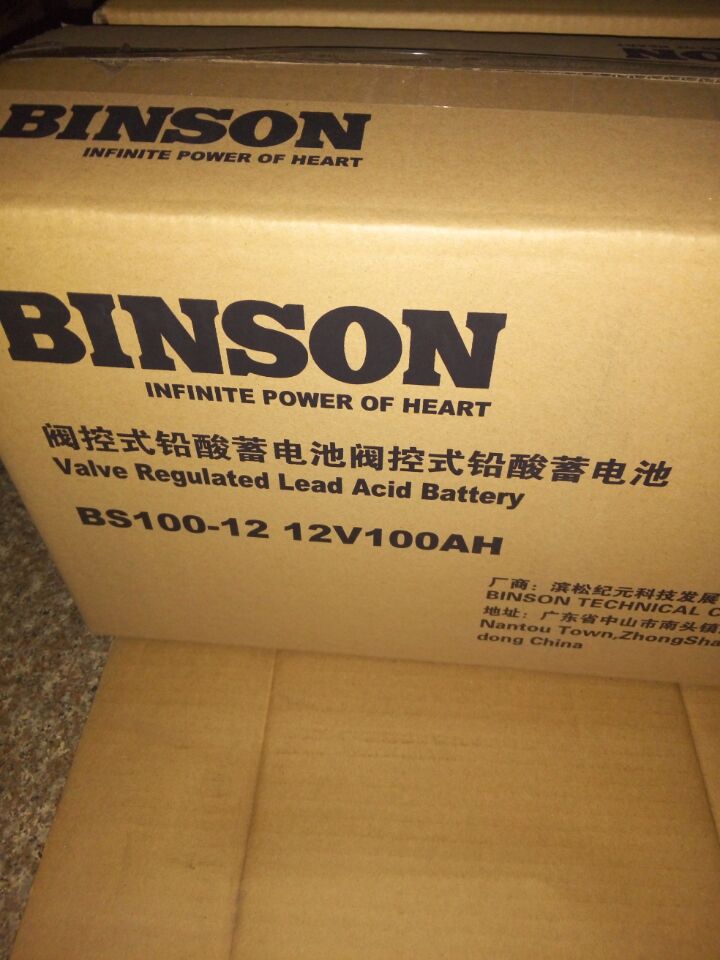 BINSON
BINSON
INFINITE POWER OF HEART
BINSON
INFINITE POWER OF HEART
阀控式铅酸蓄电池阀控式铅酸蓄电池
Valve Regulated Lead Acid Battery
BS100-12 12V100AH
厂商：滨松纪元科技发展
BINSON TECHNICAL
地址：广东省中山市南头镇
Nantou Town,ZhongSha
dong China